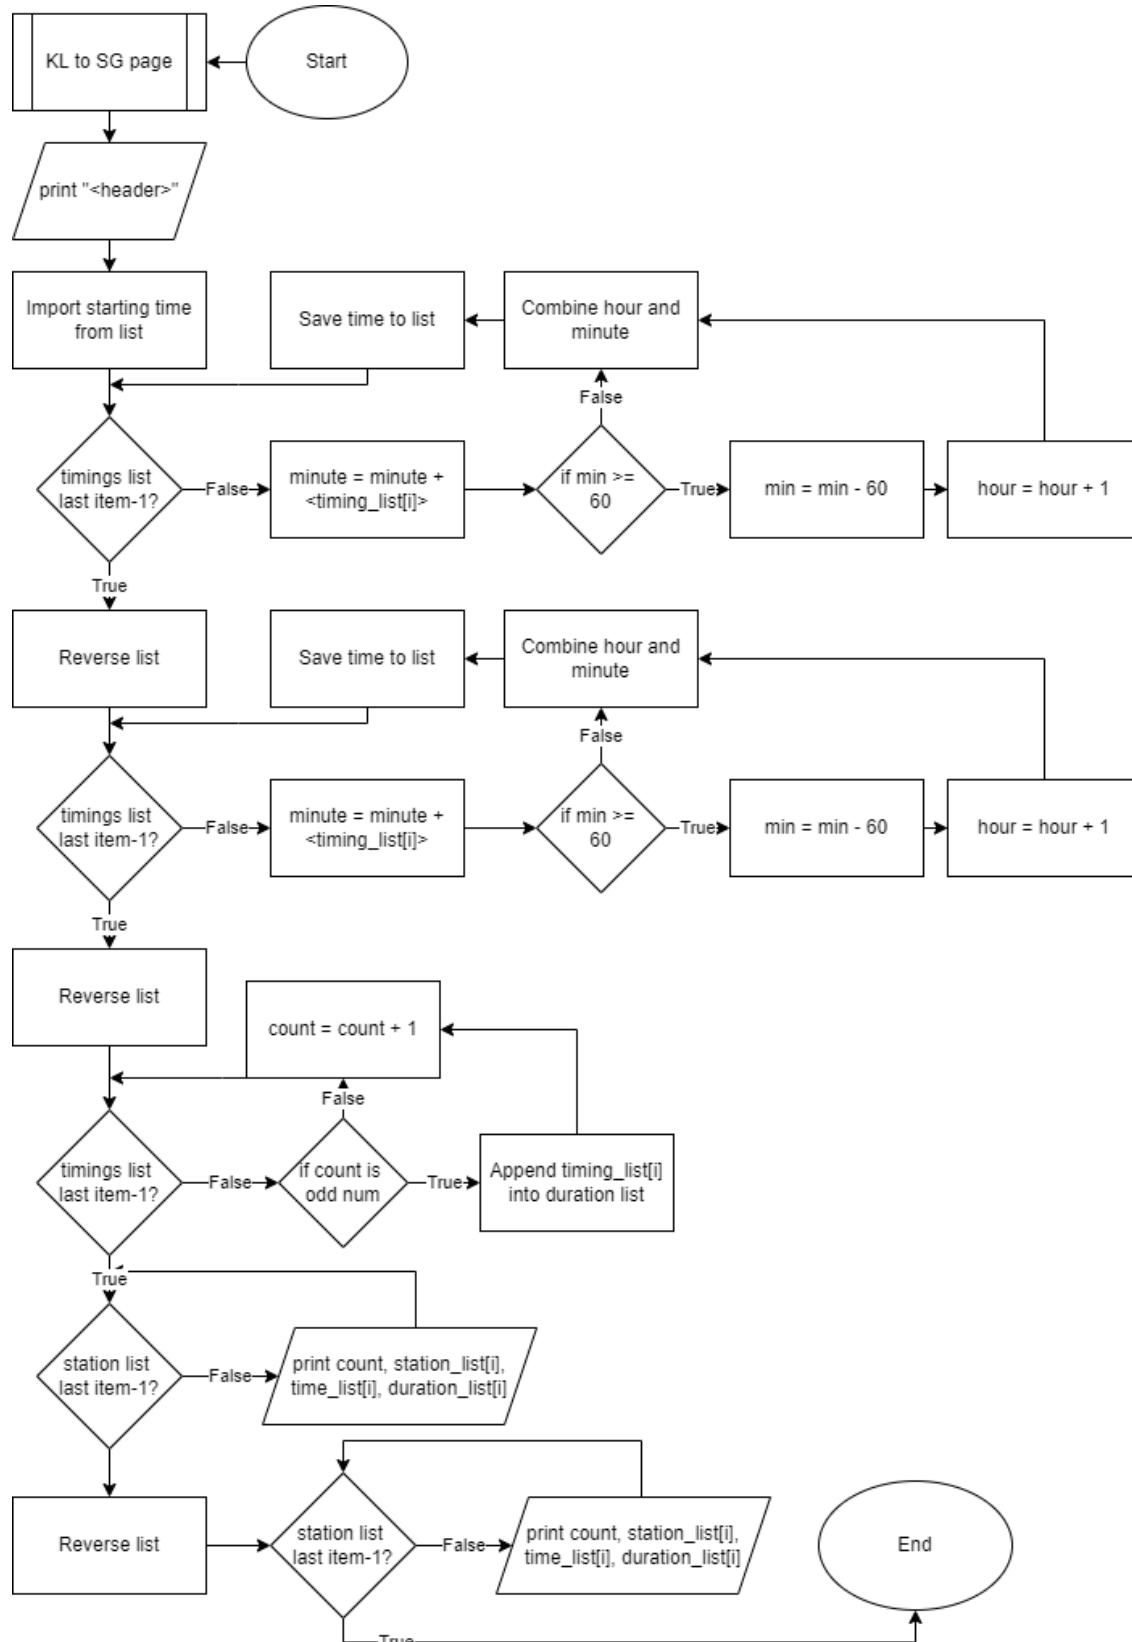 KL to SG page
Start
print "<header>"
Import starting time
from list
Save time to list
Combine hour and
minute
False
timings list
last item-1?
False
minute = minute +
<timing_list[i]>
if min >=
60
True
min = min - 60
hour = hour + 1
True
Reverse list
Save time to list
Combine hour and
minute
False
timings list
last item-1?
False
minute = minute +
<timing_list[i]>
if min >=
60
True
min = min - 60
hour = hour + 1
True
Reverse list
count = count + 1
False
timings list
last item-1?
False
if count is
odd num
True
Append timing_list[i]
into duration list
True
station list
last item-1?
False
print count, station_list[i],
time_list[i], duration_list[i]
Reverse list
station list
last item-1?
False
print count, station_list[i],
time_list[i], duration_list[i]
End
True